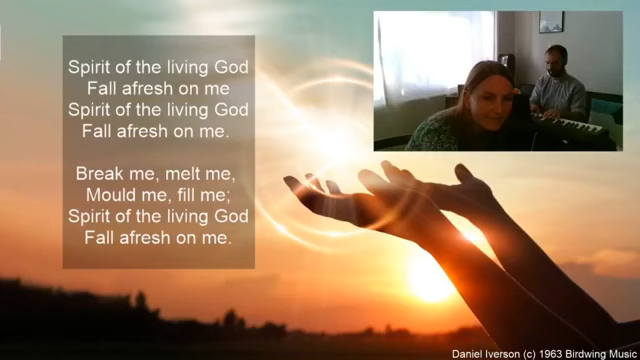 Spirit of the living God
Fall afresh on me
Spirit of the living God
Fall afresh on me.
Break me, melt me,
Mould me, fill me;
Spirit of the living God
Fall afresh on me.
Daniel Iverson (c) 1963 Birdwing Music